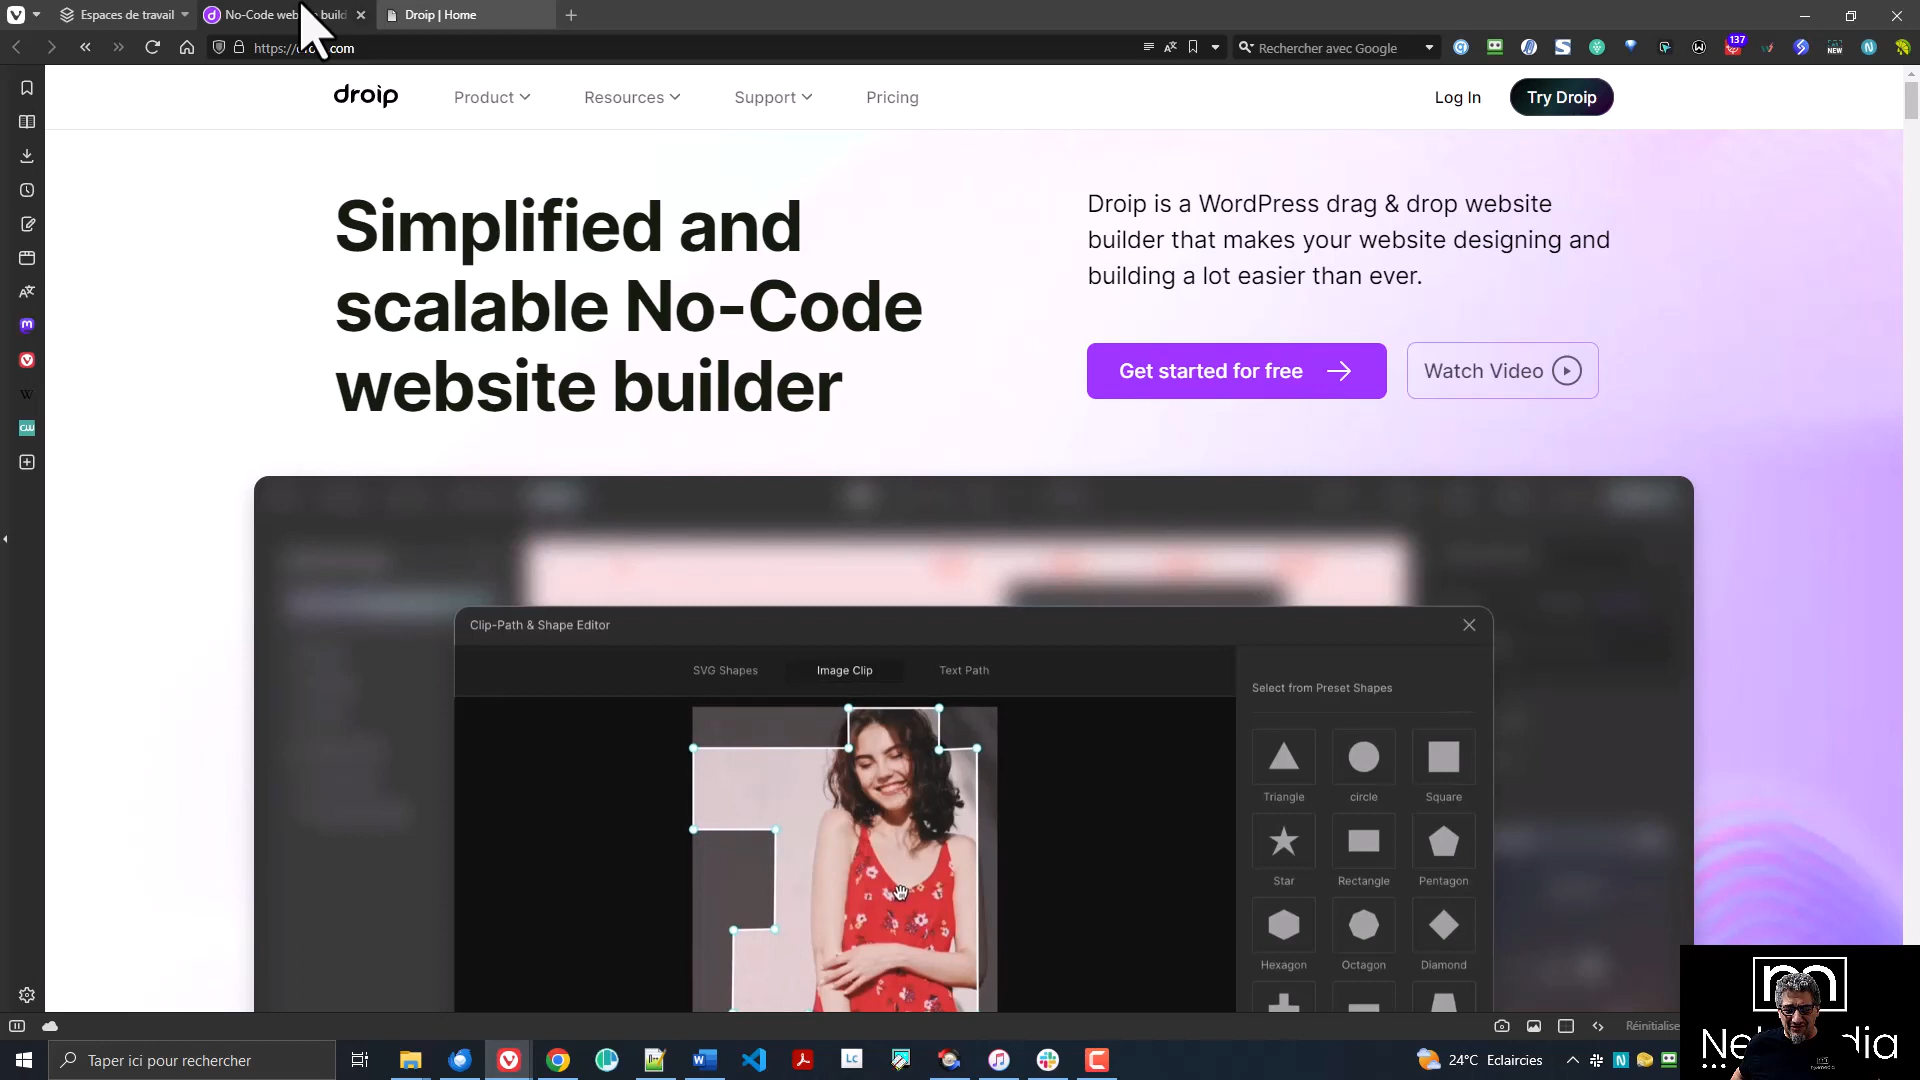 Espaces de travail
No-Code
Droip | Home
https://
.com
Rechercher avec Google
137
NEW
droip
Product
Resources
Support
Pricing
Log In
Try Droip
Simplified and
scalable No-Code
website builder
Droip is a WordPress drag & drop website
builder that makes your website designing and
building a lot easier than ever.
Get started for free
Watch Video
Clip-Path & Shape Editor
SVG Shapes
Image Clip
Text Path
Select from Preset Shapes
Triangle
circle
Square
Star
Rectangle
Pentagon
Hexagon
Octagon
Diamond
Taper ici pour rechercher
LC
24°C Eclaircies